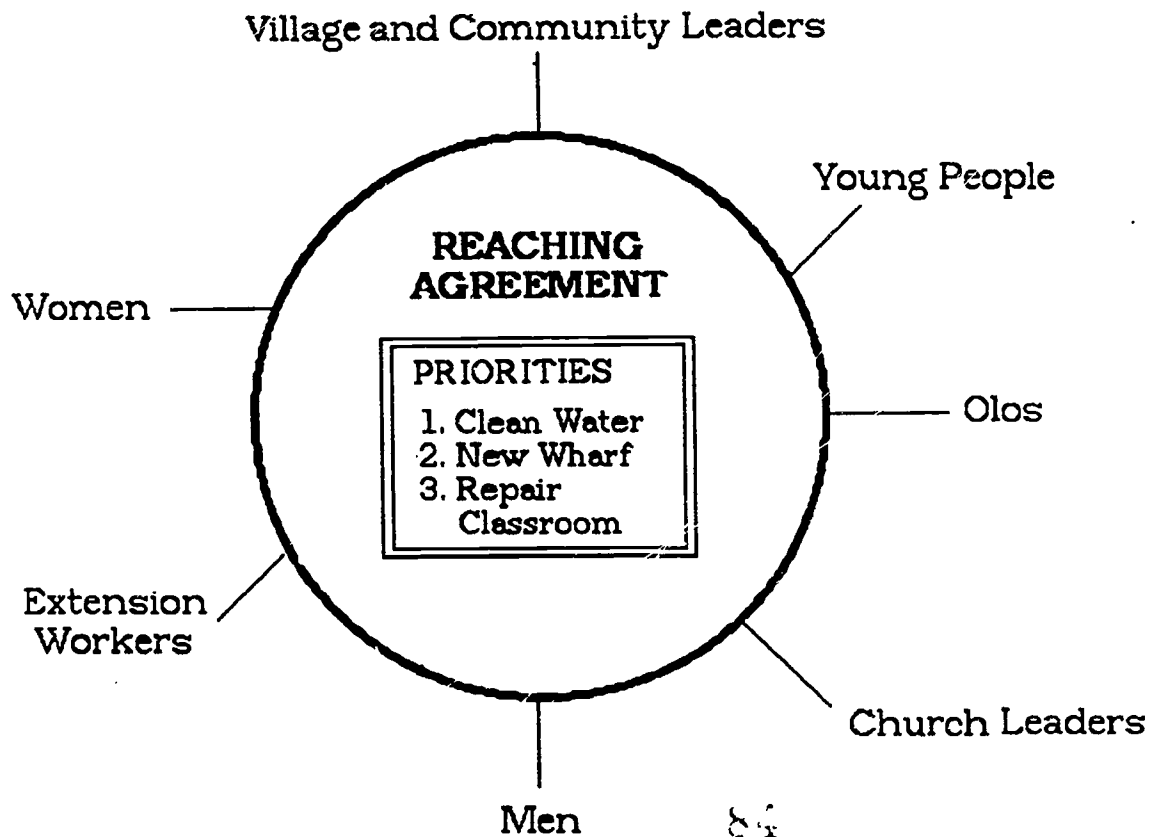 Village and Community Leaders
Young People
REACHING
AGREEMENT
Women
PRIORITIES
1. Clean Water
2. New Wharf
3. Repair
Classroom
Olos
Extension
Workers
Church Leaders
Men